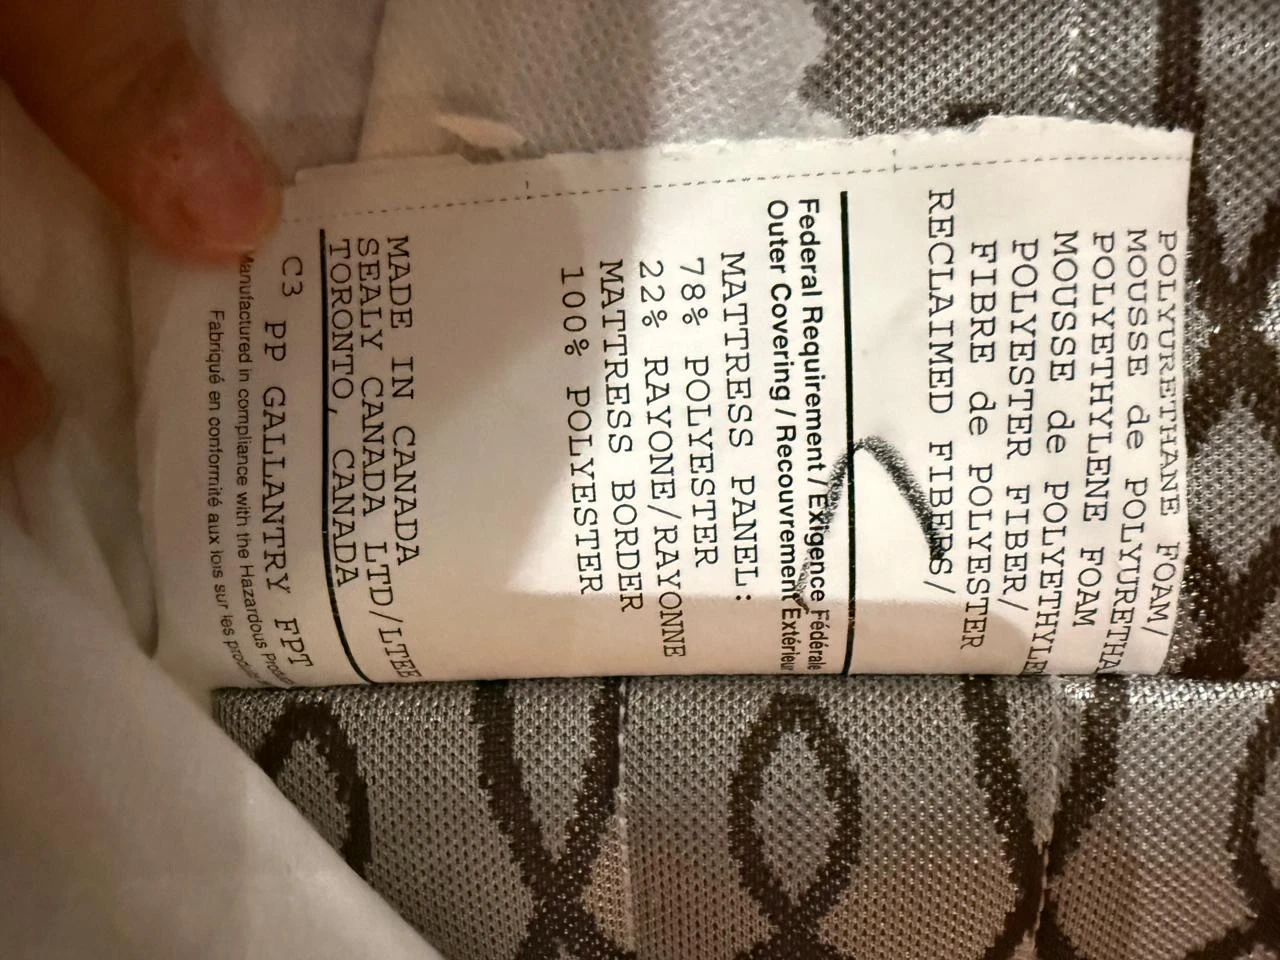 POLYURETHANE FOAM/
MOUSSE de POLYURETHA
POLYETHYLENE FOAM
MOUSSE de POLYETHYLE
POLYESTER FIBER/
FIBRE de POLYESTER
RECLAIMED FIBERS/
Federal Requirement / Exigence Fédérale
Outer Covering / Recouvrement Extérieur
MATTRESS PANEL:
78% POLYESTER
22% RAYONE/RAYONNE
MATTRESS BORDER
100% POLYESTER
MADE IN CANADA
SEALY CANADA LTD/LTEE
TORONTO, CANADA
C3 PP GALLANTRY FPT
Manufactured in compliance with the Hazardous Produ
Fabriqué en conformité aux lois sur les produi